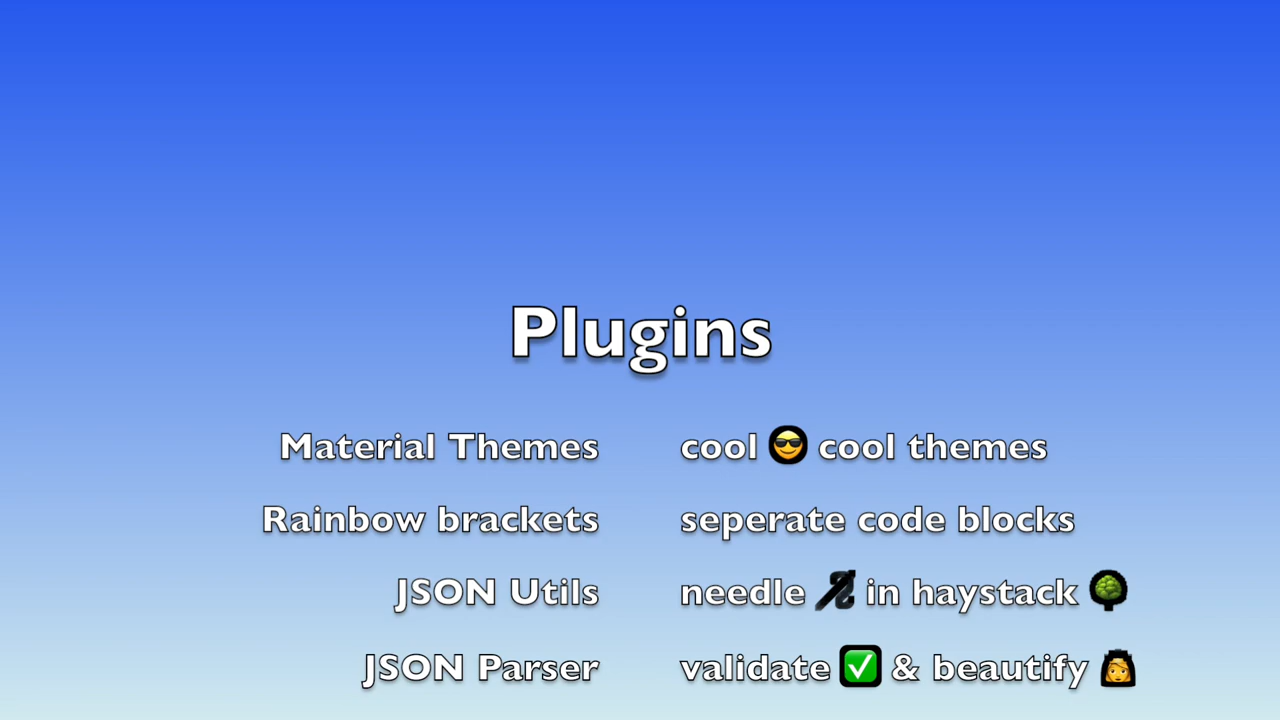 Plugins
Material Themes cool 😎 cool themes
Rainbow brackets seperate code blocks
JSON Utils needle 🪡 in haystack 🌳
JSON Parser validate ✅ & beautify 👰